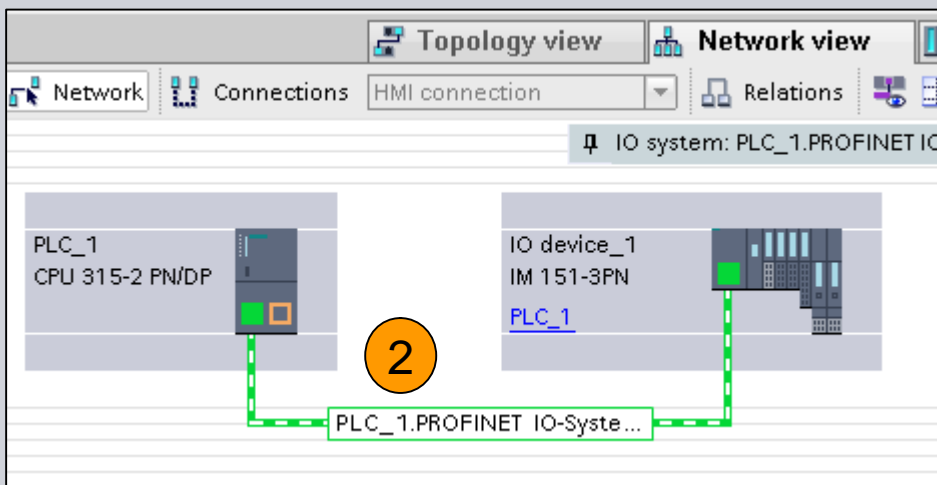 Topology view Network view
Network Connections HMI connection Relations
IO system: PLC_1.PROFINET IO
PLC_1
CPU 315-2 PN/DP
IO device_1
IM 151-3PN
PLC_1
2
PLC_1.PROFINET IO-Syste...